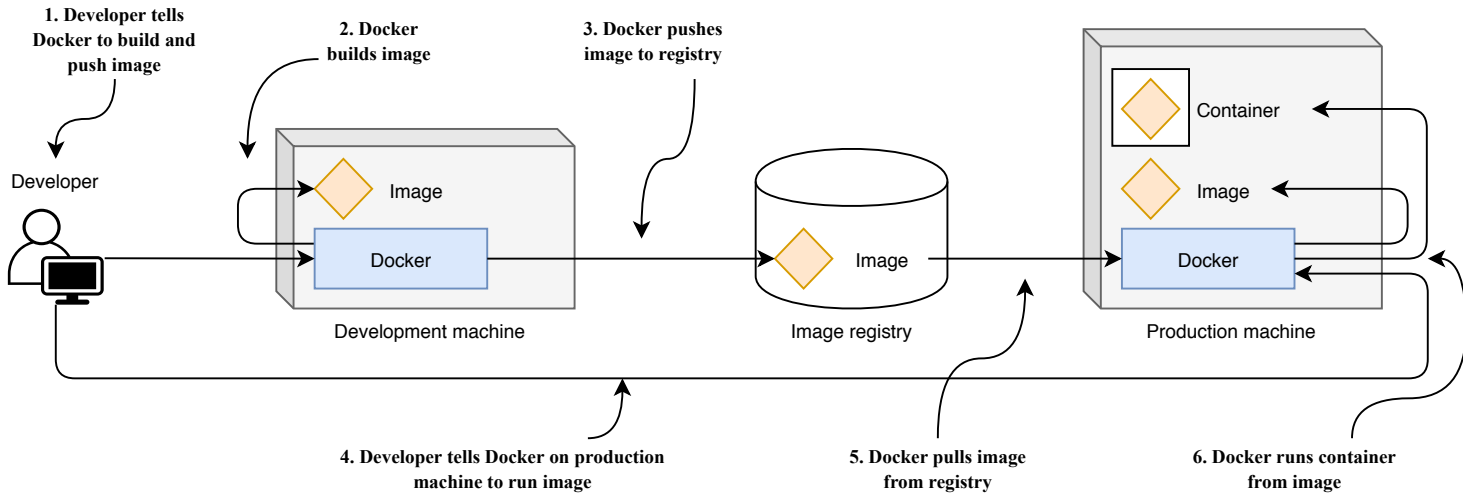 1. Developer tells
Docker to build and
push image
2. Docker
builds image
3. Docker pushes
image to registry
Developer
Image
Docker
Development machine
Image
Image registry
Container
Image
Docker
Production machine
4. Developer tells Docker on production
machine to run image
5. Docker pulls image
from registry
6. Docker runs container
from image